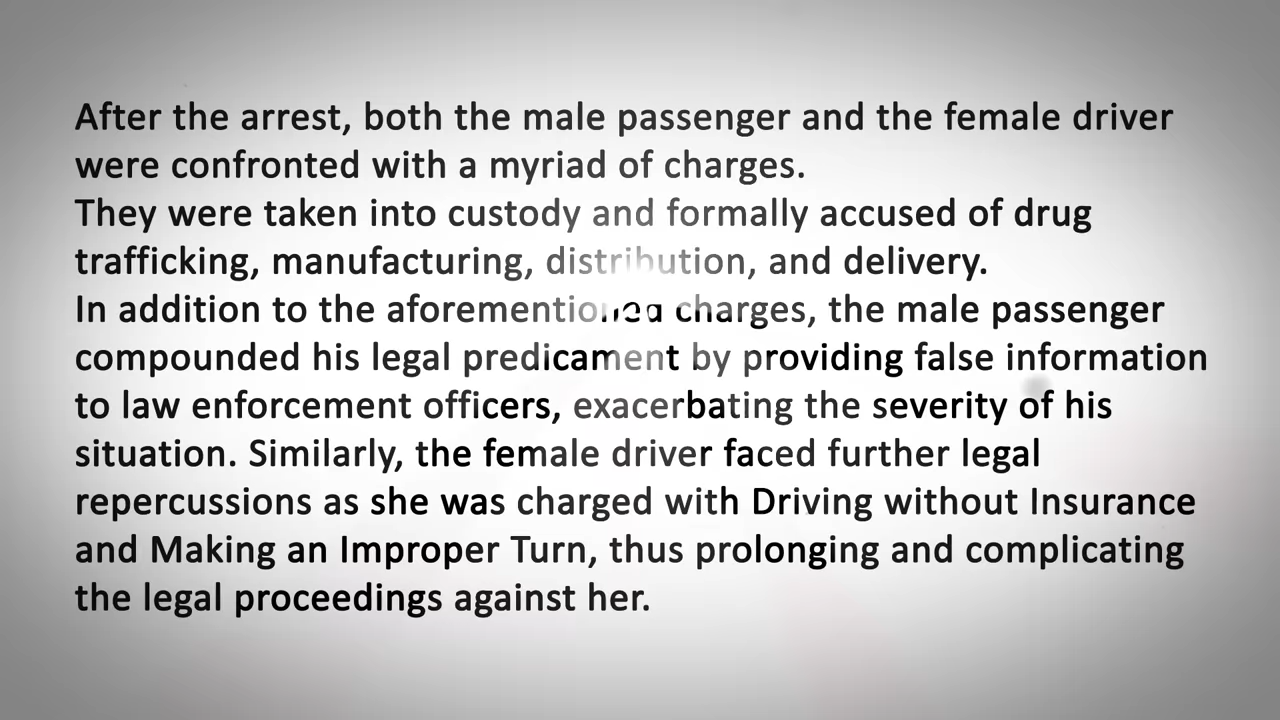 After the arrest, both the male passenger and the female driver
were confronted with a myriad of charges.
They were taken into custody and formally accused of drug
trafficking, manufacturing, distribution, and delivery.
In addition to the aforementioned charges, the male passenger
compounded his legal predicament by providing false information
to law enforcement officers, exacerbating the severity of his
situation. Similarly, the female driver faced further legal
repercussions as she was charged with Driving without Insurance
and Making an Improper Turn, thus prolonging and complicating
the legal proceedings against her.